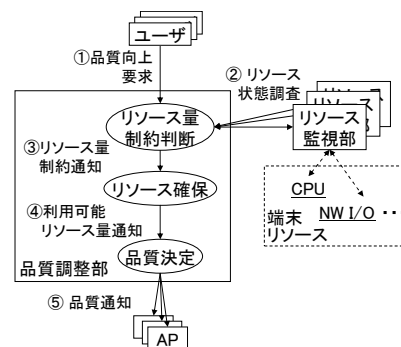 ユーザ
①品質向上
要求
② リソース
状態調査
リソース量
制約判断
リソース
監視部
③リソース量
制約通知
リソース確保
CPU
④利用可能
リソース量通知
端末
NW I/O ・・
リソース
品質決定
品質調整部
⑤ 品質通知
AP